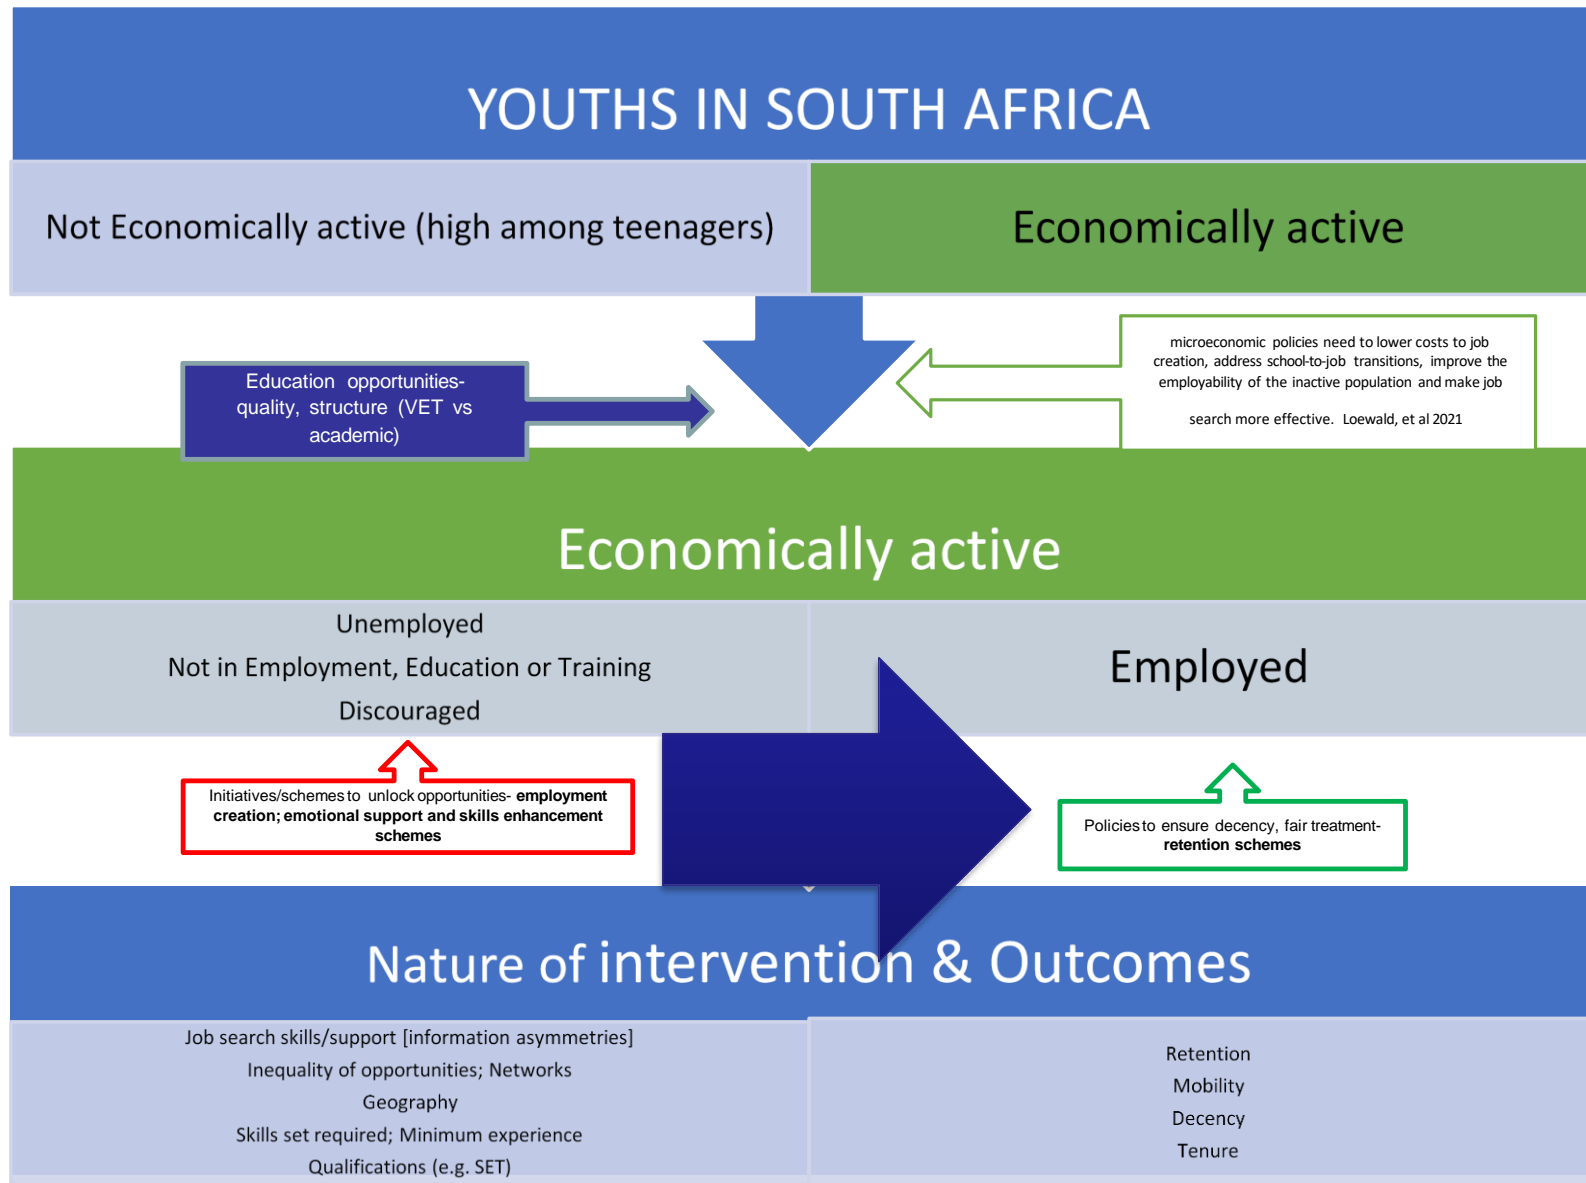 YOUTHS IN SOUTH AFRICA
Not Economically active (high among teenagers)
Economically active
Education opportunities-
quality, structure (VET vs
academic)
microeconomic policies need to lower costs to job
creation, address school-to-job transitions, improve the
employability of the inactive population and make job
search more effective. Loewald, et al 2021
Economically active
Unemployed
Not in Employment, Education or Training
Discouraged
Employed
Initiatives/schemes to unlock opportunities- employment
creation; emotional support and skills enhancement
schemes
Policies to ensure decency, fair treatment-
retention schemes
Nature of intervention & Outcomes
Job search skills/support [information asymmetries]
Inequality of opportunities; Networks
Geography
Skills set required; Minimum experience
Qualifications (e.g. SET)
Retention
Mobility
Decency
Tenure